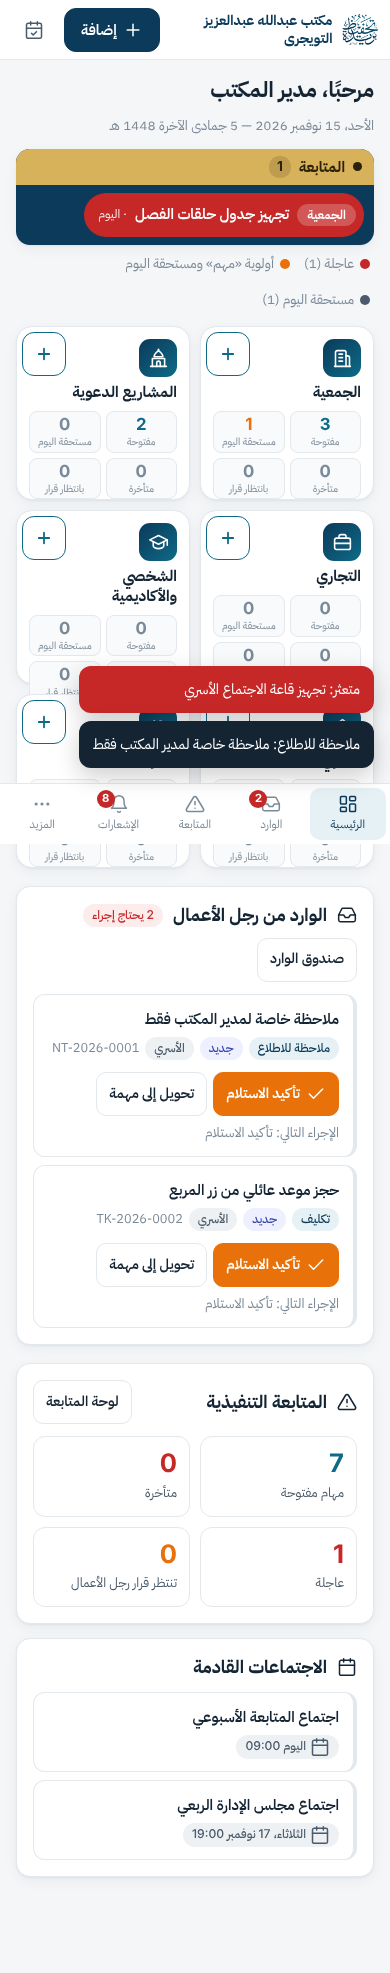 مكتب عبدالله عبدالعزيز
التويجري
إضافة
مرحبًا، مدير المكتب
الأحد، 15 نوفمبر 2026 — 5 جمادى الآخرة 1448 هـ
المتابعة 1
الجمعية تجهيز جدول حلقات الفصل · اليوم
عاجلة (1) أولوية «مهم» ومستحقة اليوم
مستحقة اليوم (1)
الجمعية
3 مفتوحة
1 مستحقة اليوم
0 متأخرة
0 بانتظار قرار
المشاريع الدعوية
2 مفتوحة
0 مستحقة اليوم
0 متأخرة
0 بانتظار قرار
التجاري
0 مفتوحة
0 مستحقة اليوم
0
0
الشخصي
والأكاديمية
0 مفتوحة
0 مستحقة اليوم
0
متعثر: تجهيز قاعة الاجتماع الأسري
ملاحظة للاطلاع: ملاحظة خاصة لمدير المكتب فقط
الرئيسية
2 الوارد
المتابعة
8 الإشعارات
المزيد
متأخرة
بانتظار قرار
متأخرة
بانتظار قرار
الوارد من رجل الأعمال
2 يحتاج إجراء
صندوق الوارد
ملاحظة خاصة لمدير المكتب فقط
ملاحظة للاطلاع جديد الأسري NT-2026-0001
تأكيد الاستلام
تحويل إلى مهمة
الإجراء التالي: تأكيد الاستلام
حجز موعد عائلي من زر المربع
تكليف جديد الأسري TK-2026-0002
تأكيد الاستلام
تحويل إلى مهمة
الإجراء التالي: تأكيد الاستلام
المتابعة التنفيذية
لوحة المتابعة
7
مهام مفتوحة
0
متأخرة
1
عاجلة
0
تنتظر قرار رجل الأعمال
الاجتماعات القادمة
اجتماع المتابعة الأسبوعي
اليوم 09:00
اجتماع مجلس الإدارة الربعي
الثلاثاء، 17 نوفمبر 19:00